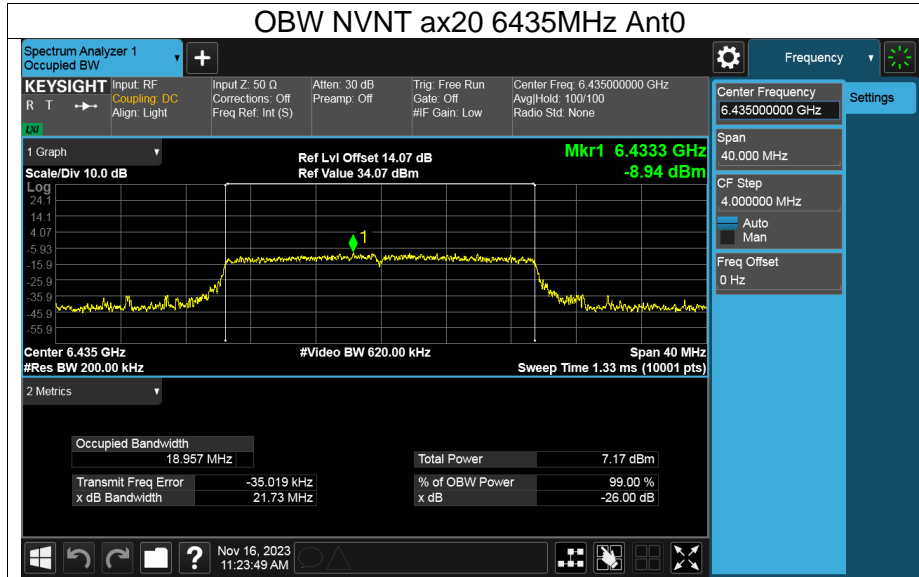 OBW NVNT ax20 6435MHz Ant0
Spectrum Analyzer 1
Occupied BW
+
Frequency
KEYSIGHT
R T
LXI
Input: RF
Coupling: DC
Align: Light
Input Z: 50 Ω
Corrections: Off
Freq Ref: Int (S)
Atten: 30 dB
Preamp: Off
Trig: Free Run
Gate: Off
#IF Gain: Low
Center Freq: 6.435000000 GHz
Avg|Hold: 100/100
Radio Std: None
Center Frequency
6.435000000 GHz
Settings
Span
40.000 MHz
CF Step
4.000000 MHz
Auto
Man
Freq Offset
0 Hz
1 Graph
Scale/Div 10.0 dB
Ref Lvl Offset 14.07 dB
Ref Value 34.07 dBm
Mkr1 6.4333 GHz
-8.94 dBm
Log
24.1
14.1
4.07
-5.93
-15.9
-25.9
-35.9
-45.9
-55.9
1
Center 6.435 GHz
#Res BW 200.00 kHz
#Video BW 620.00 kHz
Span 40 MHz
Sweep Time 1.33 ms (10001 pts)
2 Metrics
Occupied Bandwidth
18.957 MHz
Total Power 7.17 dBm
Transmit Freq Error -35.019 kHz
% of OBW Power 99.00 %
x dB Bandwidth 21.73 MHz
x dB -26.00 dB
?
Nov 16, 2023
11:23:49 AM